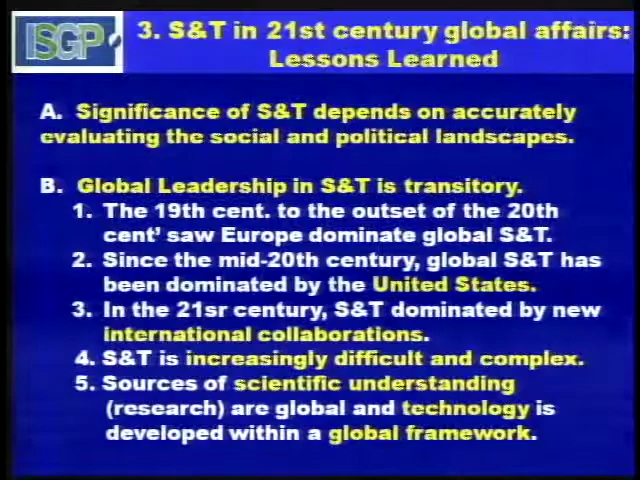 ISGP
3. S&T in 21st century global affairs:
Lessons Learned
A. Significance of S&T depends on accurately
evaluating the social and political landscapes.
B. Global Leadership in S&T is transitory.
1. The 19th cent. to the outset of the 20th
cent' saw Europe dominate global S&T.
2. Since the mid-20th century, global S&T has
been dominated by the United States.
3. In the 21sr century, S&T dominated by new
international collaborations.
4. S&T is increasingly difficult and complex.
5. Sources of scientific understanding
(research) are global and technology is
developed within a global framework.